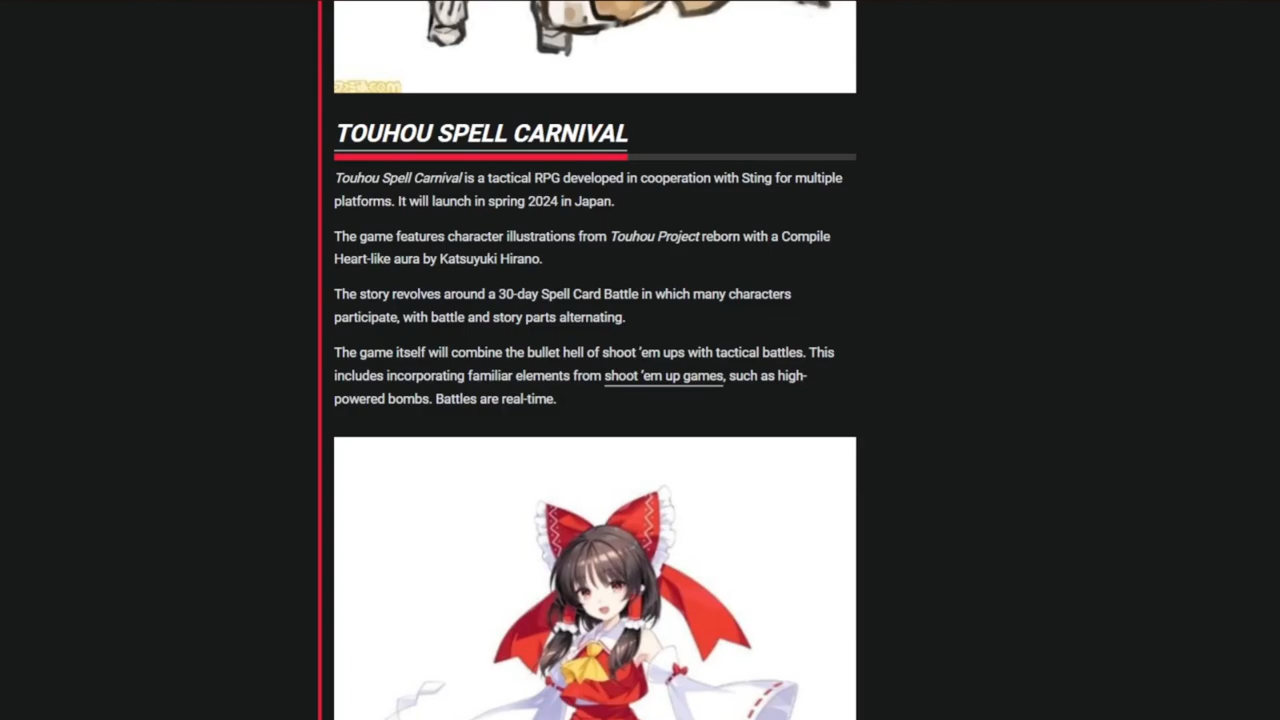 TOUHOU SPELL CARNIVAL
Touhou Spell Carnival is a tactical RPG developed in cooperation with Sting for multiple
platforms. It will launch in spring 2024 in Japan.
The game features character illustrations from Touhou Project reborn with a Compile
Heart-like aura by Katsuyuki Hirano.
The story revolves around a 30-day Spell Card Battle in which many characters
participate, with battle and story parts alternating.
The game itself will combine the bullet hell of shoot ’em ups with tactical battles. This
includes incorporating familiar elements from shoot ’em up games, such as high-
powered bombs. Battles are real-time.